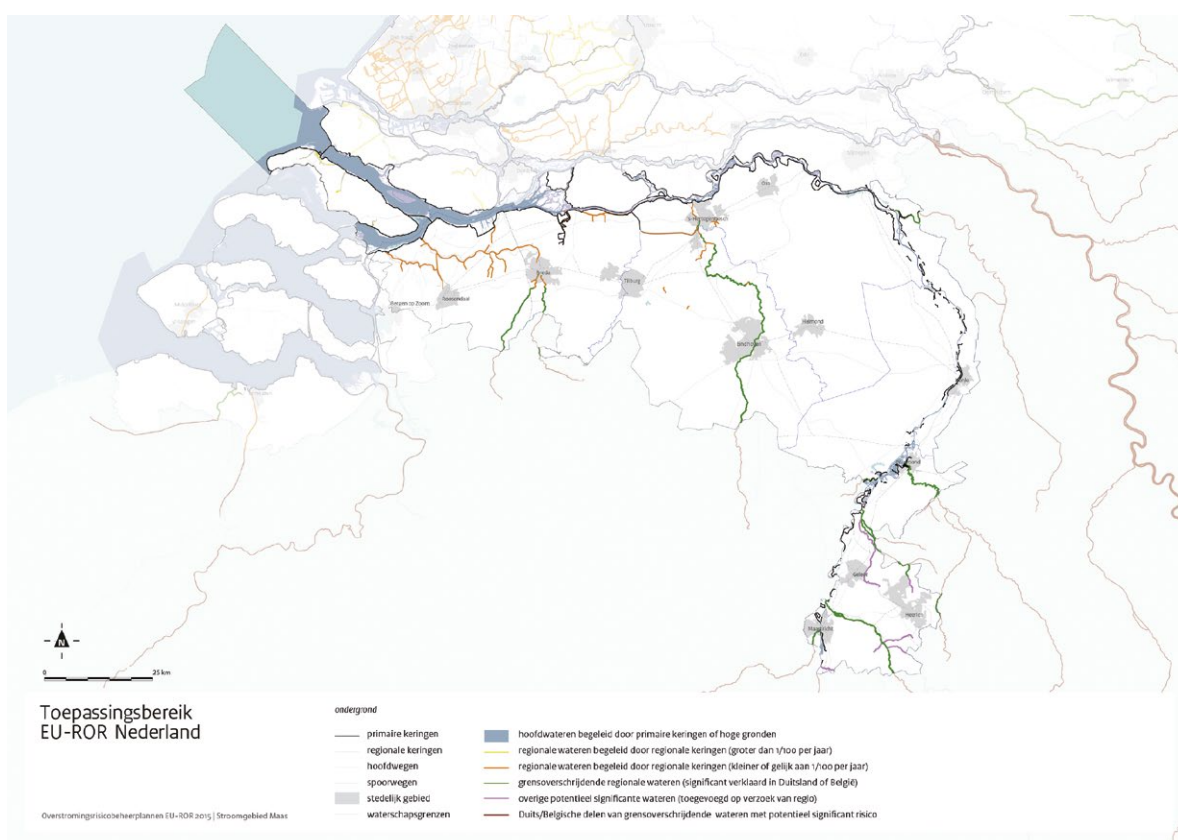 Oss
Breda
Tilburg
Helmond
Eindhoven
Bergen op Zoom
Roosendaal
Heerlen
Maastricht
N
0 25 km
Toepassingsbereik
EU-ROR Nederland
Overstromingsrisicobeheerplannen EU-ROR 2015 | Stroomgebied Maas
ondergrond
primaire keringen
regionale keringen
hoofdwegen
spoorwegen
stedelijk gebied
waterschapsgrenzen
hoofdwateren begeleid door primaire keringen of hoge gronden
regionale wateren begeleid door regionale keringen (groter dan 1/100 per jaar)
regionale wateren begeleid door regionale keringen (kleiner of gelijk aan 1/100 per jaar)
grensoverschrijdende regionale wateren (significant verklaard in Duitsland of België)
overige potentieel significante wateren (toegevoegd op verzoek van regio)
Duits/Belgische delen van grensoverschrijdende wateren met potentieel significant risico